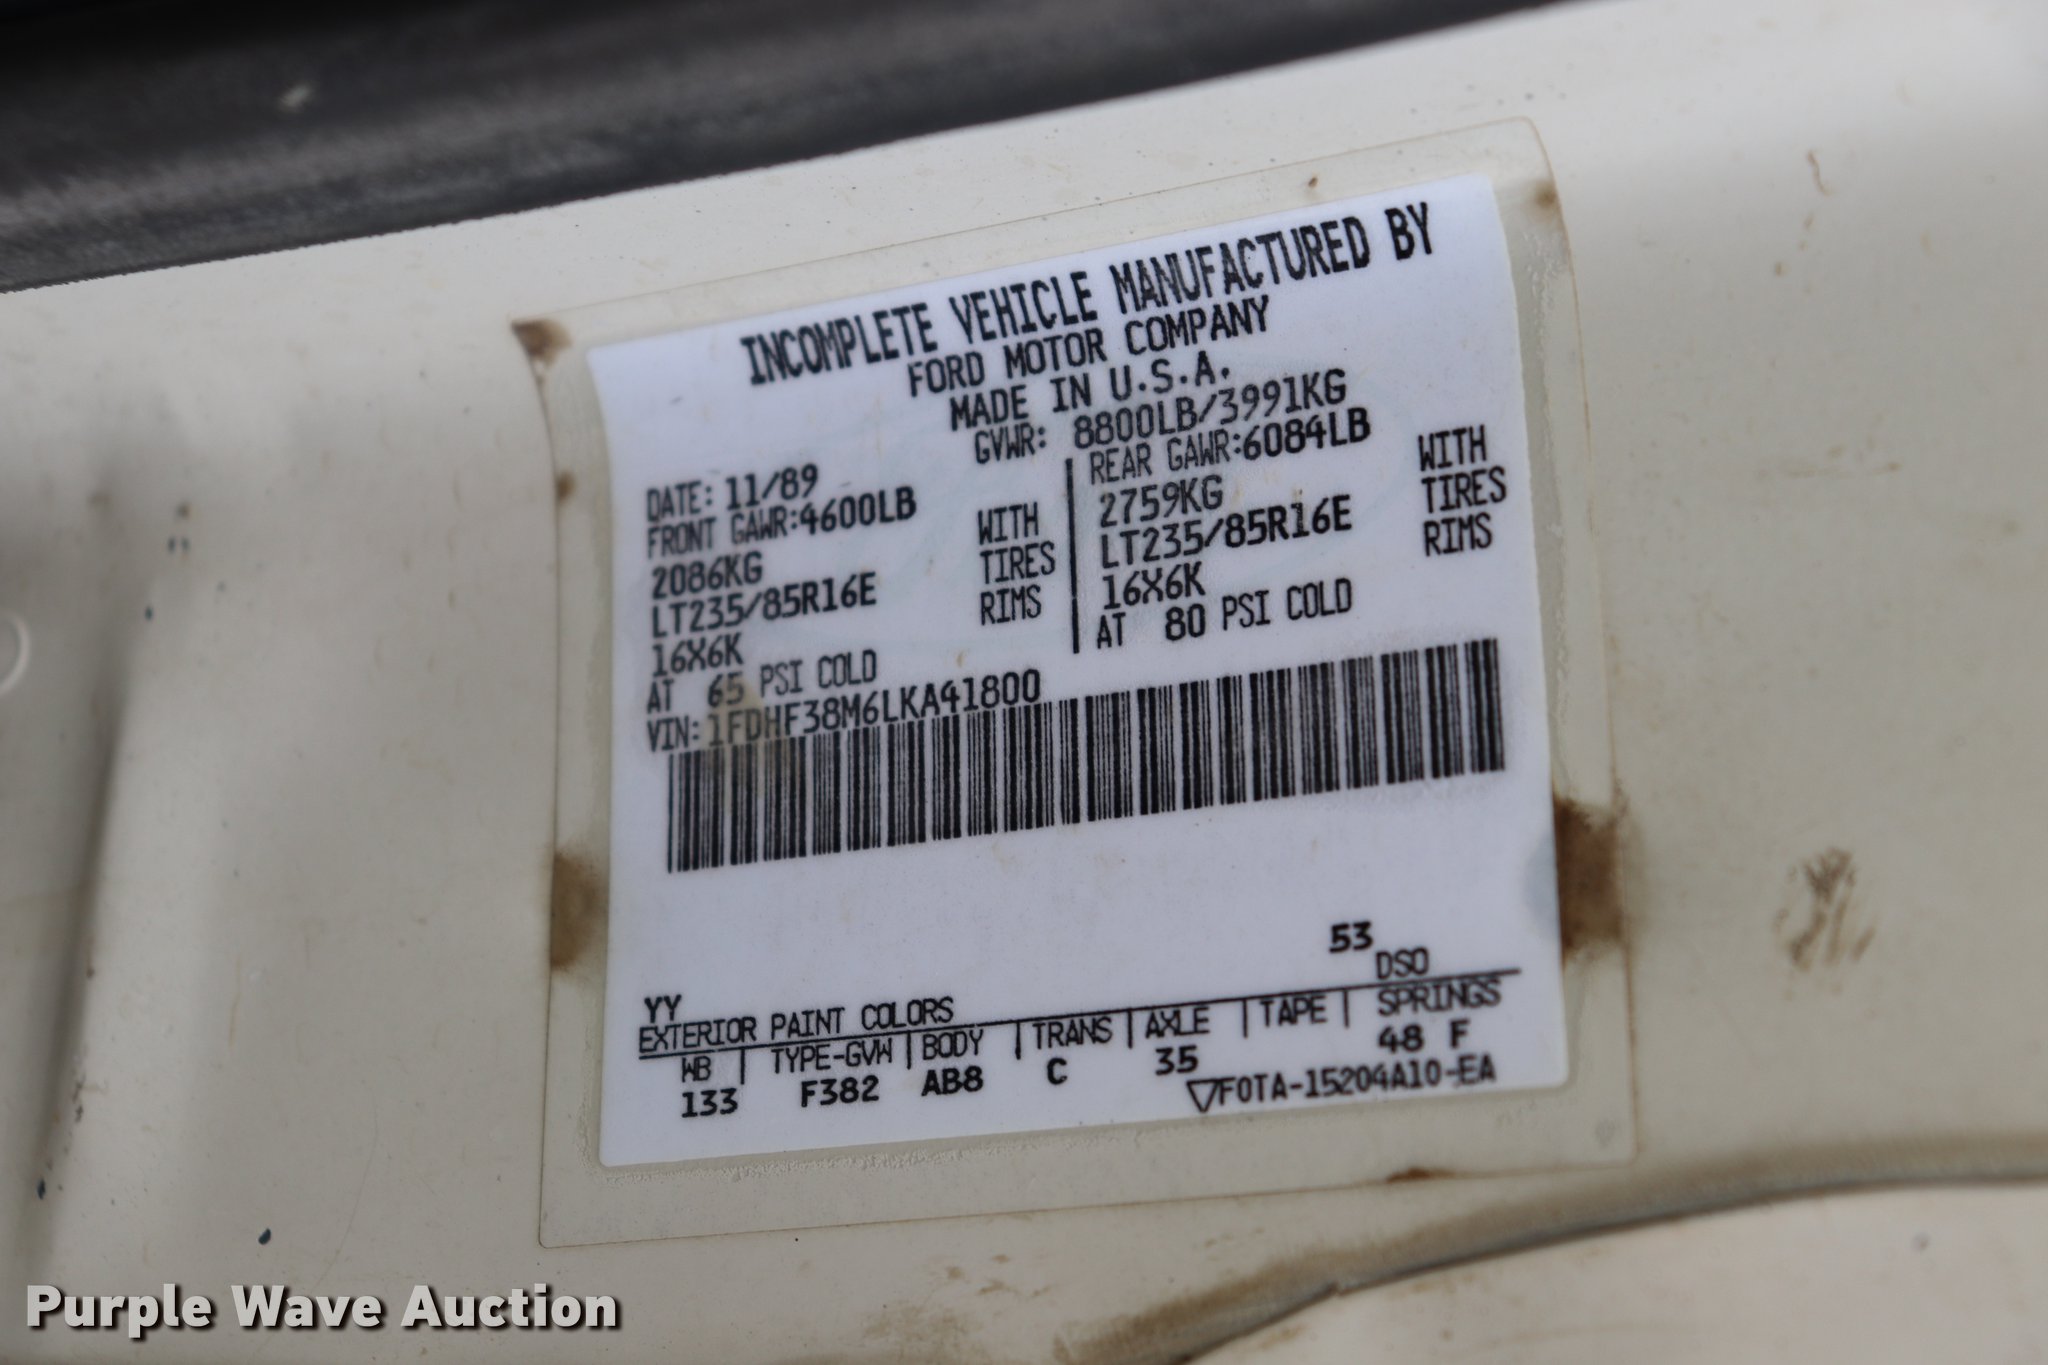 INCOMPLETE VEHICLE MANUFACTURED BY
FORD MOTOR COMPANY
MADE IN U.S.A.
GVWR: 8800LB/3991KG
DATE: 11/89
FRONT GAWR:4600LB
2086KG WITH
LT235/85R16E TIRES
16X6K RIMS
AT 65 PSI COLD
REAR GAWR:6084LB
2759KG WITH
LT235/85R16E TIRES
16X6K RIMS
AT 80 PSI COLD
VIN:1FDHF38M6LKA41800
53
YY DSO
EXTERIOR PAINT COLORS
WB | TYPE-GVW | BODY | TRANS | AXLE | TAPE | SPRINGS
133 F382 AB8 C 35 48 F
F0TA-15204A10-EA
Purple Wave Auction